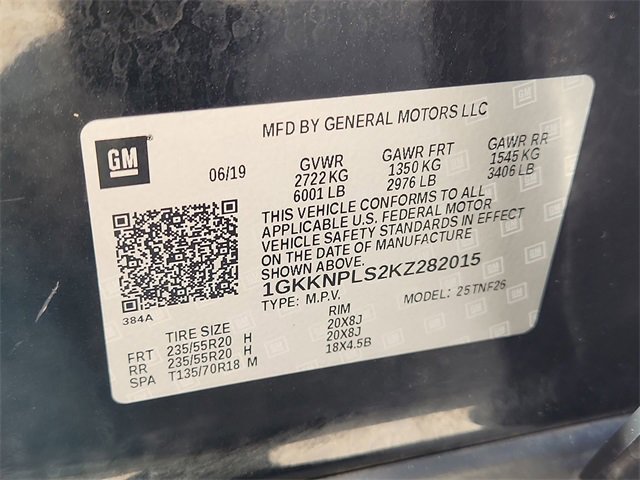 MFD BY GENERAL MOTORS LLC
GM
06/19
GVWR GAWR FRT GAWR RR
2722 KG 1350 KG 1545 KG
6001 LB 2976 LB 3406 LB
THIS VEHICLE CONFORMS TO ALL
APPLICABLE U.S. FEDERAL MOTOR
VEHICLE SAFETY STANDARDS IN EFFECT
ON THE DATE OF MANUFACTURE
SHOWN ABOVE.
1GKKNPLS2KZ282015
TYPE: M.P.V. MODEL: 25TNF26
384A
TIRE SIZE RIM
FRT 235/55R20 H 20X8J
RR 235/55R20 H 20X8J
SPA T135/70R18 M 18X4.5B